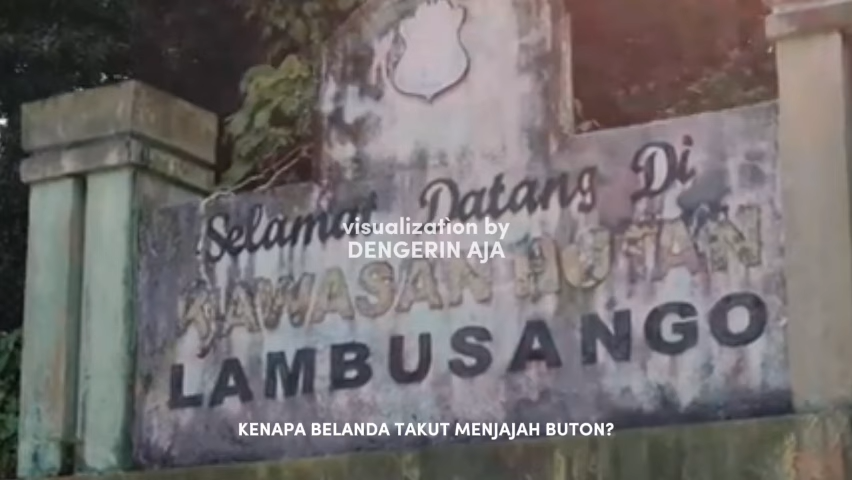 Selamat Datang Di
visualization by
DENGERIN AJA
KAWASAN HUTAN
LAMBUSANGO
KENAPA BELANDA TAKUT MENJAJAH BUTON?